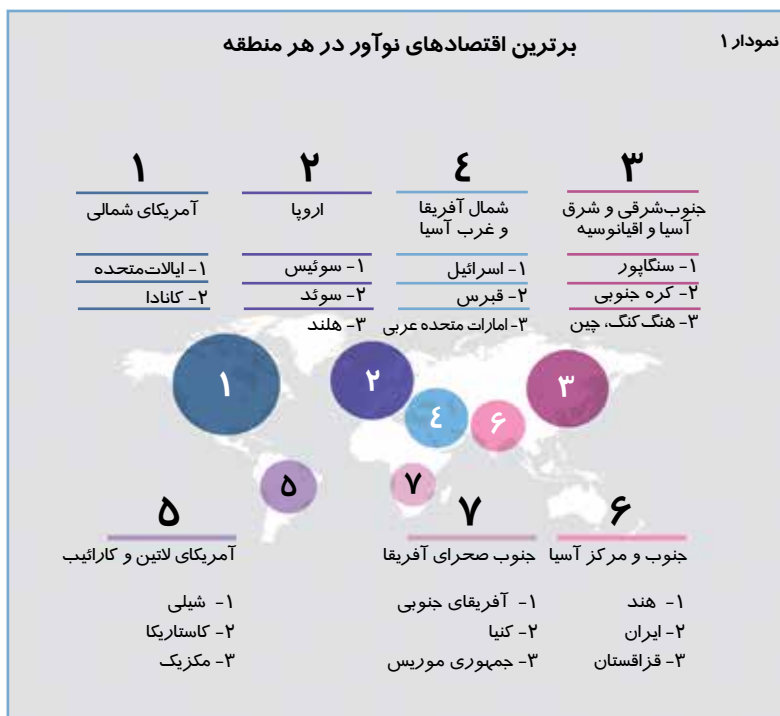 نمودار ۱
برترین اقتصادهای نوآور در هر منطقه
۳
جنوب‌شرقی و شرق
آسیا و اقیانوسیه
۱- سنگاپور
۲- کره جنوبی
۳- هنگ‌کنگ، چین
٤
شمال آفریقا
و غرب آسیا
۱- اسرائیل
۲- قبرس
۳- امارات متحده عربی
۲
اروپا
۱- سوئیس
۲- سوئد
۳- هلند
۱
آمریکای شمالی
۱- ایالات‌متحده
۲- کانادا
۳
۶
٤
۲
۱
۷
۵
۶
جنوب و مرکز آسیا
۱- هند
۲- ایران
۳- قزاقستان
۷
جنوب صحرای آفریقا
۱- آفریقای جنوبی
۲- کنیا
۳- جمهوری موریس
۵
آمریکای لاتین و کارائیب
۱- شیلی
۲- کاستاریکا
۳- مکزیک